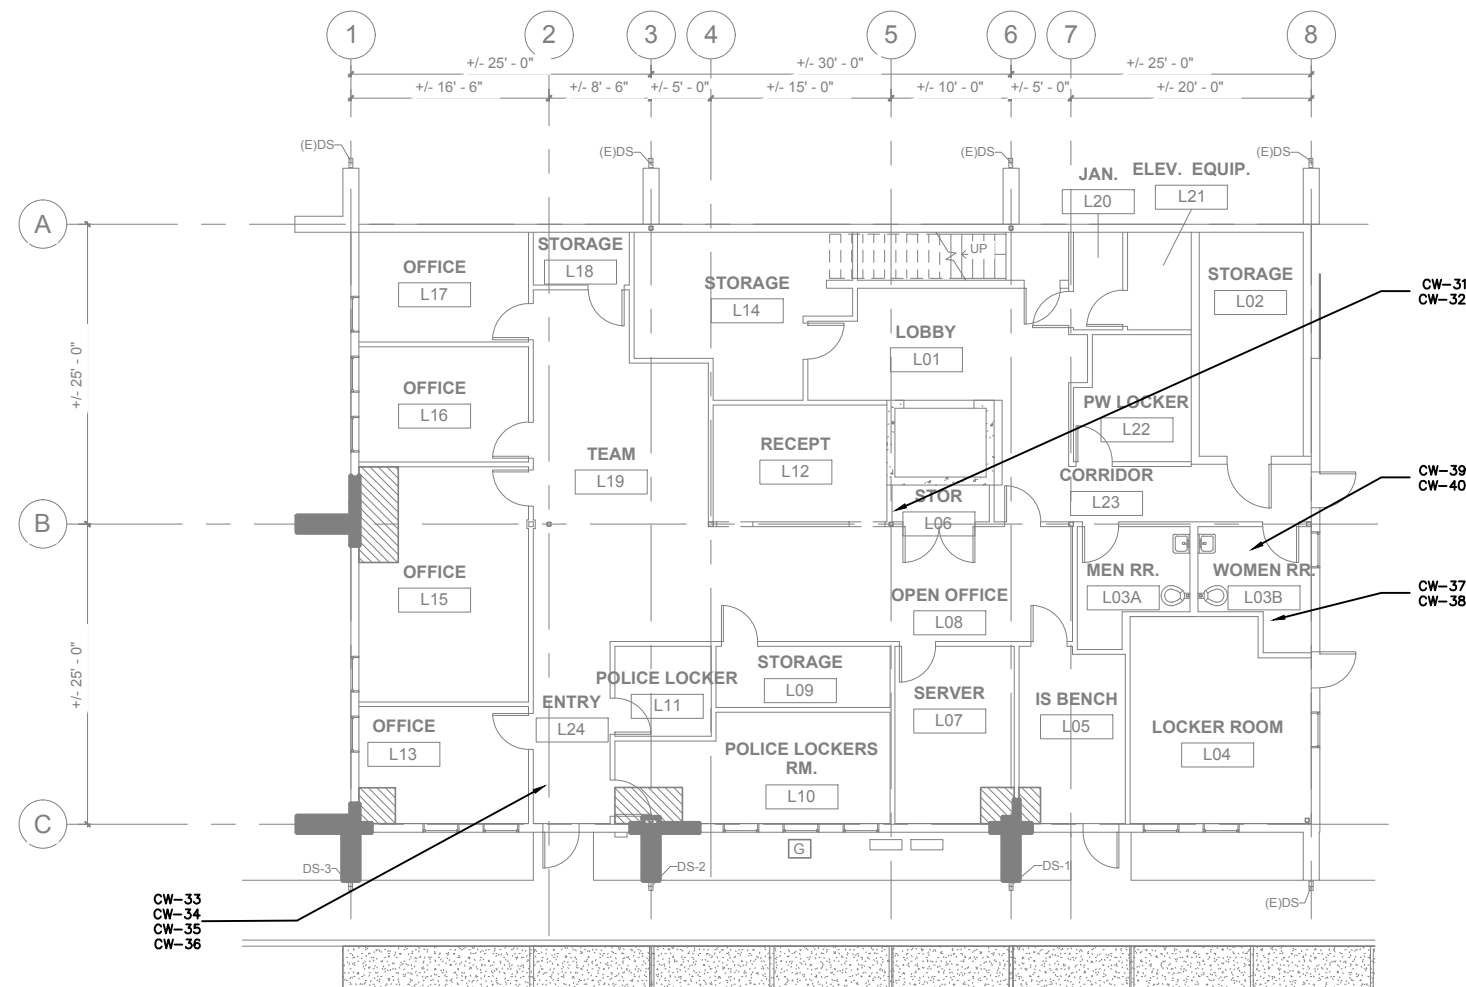 1 2 3 4 5 6 7 8
+/- 25' - 0" +/- 30' - 0" +/- 25' - 0"
+/- 16' - 6" +/- 8' - 6" +/- 5' - 0" +/- 15' - 0" +/- 10' - 0" +/- 5' - 0" +/- 20' - 0"
(E)DS (E)DS (E)DS (E)DS
JAN.
L20
ELEV. EQUIP.
L21
A
STORAGE
L18
UP
OFFICE
L17
STORAGE
L14
STORAGE
L02
CW-31
CW-32
LOBBY
L01
+/- 25' - 0"
OFFICE
L16
PW LOCKER
L22
TEAM
L19
RECEPT
L12
CORRIDOR
L23
CW-39
CW-40
STOR
L06
B
OFFICE
L15
MEN RR.
L03A
WOMEN RR.
L03B
CW-37
CW-38
OPEN OFFICE
L08
+/- 25' - 0"
POLICE LOCKER
L11
STORAGE
L09
SERVER
L07
IS BENCH
L05
ENTRY
L24
OFFICE
L13
LOCKER ROOM
L04
POLICE LOCKERS
RM.
L10
C
G
DS-3
DS-2
DS-1
(E)DS
CW-33
CW-34
CW-35
CW-36